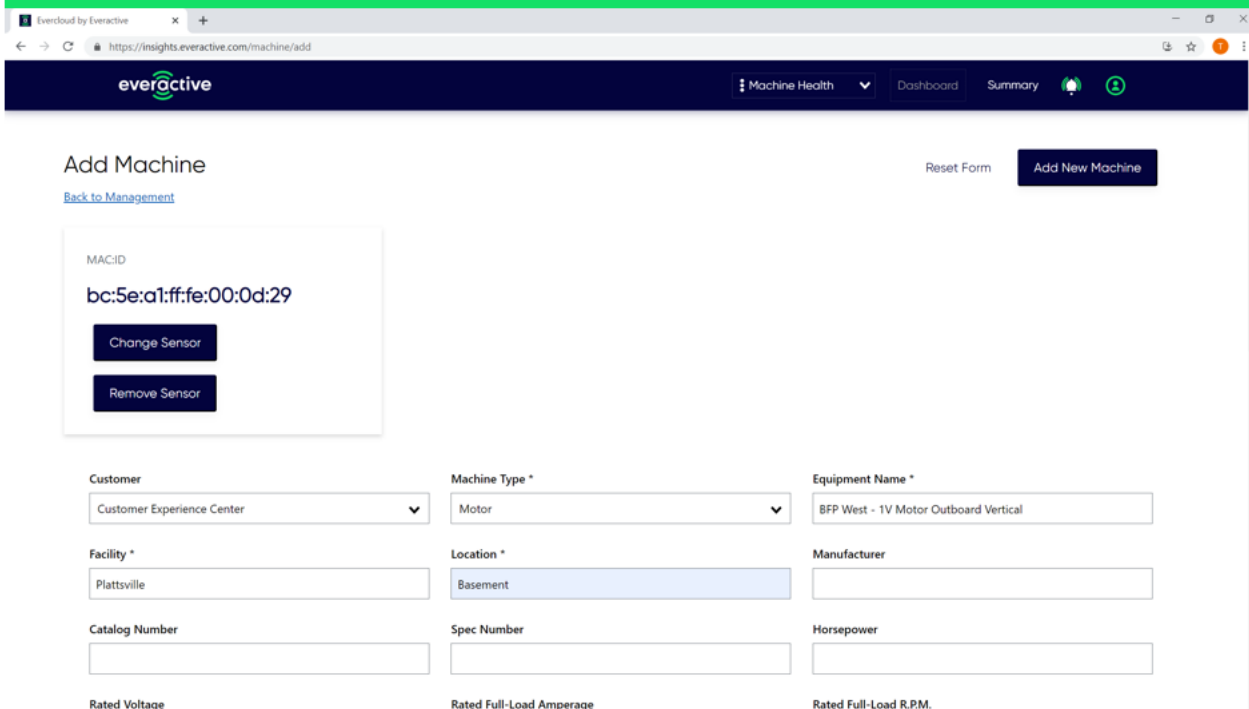 Evercloud by Everactive
https://insights.everactive.com/machine/add
T
everactive
Machine Health
Dashboard
Summary
Add Machine
Reset Form
Add New Machine
Back to Management
MAC:ID
bc:5e:a1:ff:fe:00:0d:29
Change Sensor
Remove Sensor
Customer
Machine Type *
Equipment Name *
Customer Experience Center
Motor
BFP West - 1V Motor Outboard Vertical
Facility *
Location *
Manufacturer
Plattsville
Basement
Catalog Number
Spec Number
Horsepower
Rated Voltage
Rated Full-Load Amperage
Rated Full-Load R.P.M.